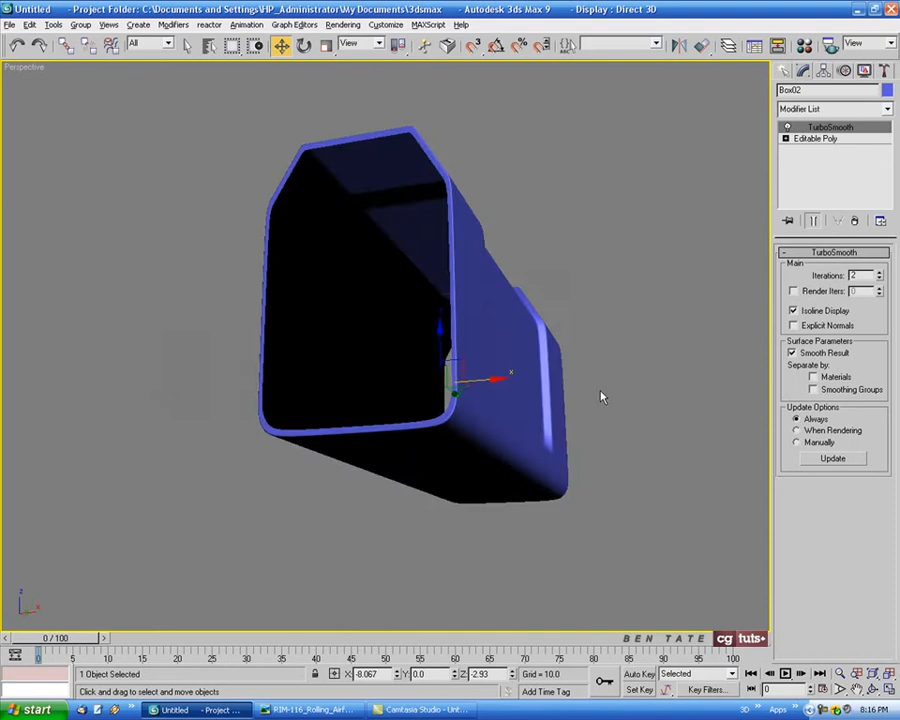 Untitled - Project Folder: C:\Documents and Settings\HP_Administrator\My Documents\3dsmax - Autodesk 3ds Max 9 - Display : Direct 3D
File Edit Tools Group Views Create Modifiers reactor Animation Graph Editors Rendering Customize MAXScript Help
All View View
Perspective
Box02
Modifier List
TurboSmooth
Editable Poly
TurboSmooth
Main
Iterations: 2
Render Iters: 0
Isoline Display
Explicit Normals
Surface Parameters
Smooth Result
Separate by:
Materials
Smoothing Groups
Update Options
Always
When Rendering
Manually
Update
x
z
x
0 / 100
BEN TATE cg tuts+
0 5 10 15 20 25 30 35 40 45 50 55 60 65 70 75 80 85 90 95 100
1 Object Selected X: -8.067 Y: 0.0 Z: -2.93 Grid = 10.0 Auto Key Selected
Click and drag to select and move objects Add Time Tag Set Key Key Filters... 0
start Untitled - Project ... RIM-116_Rolling_Airf... Camtasia Studio - Unt... 3D Apps 8:16 PM